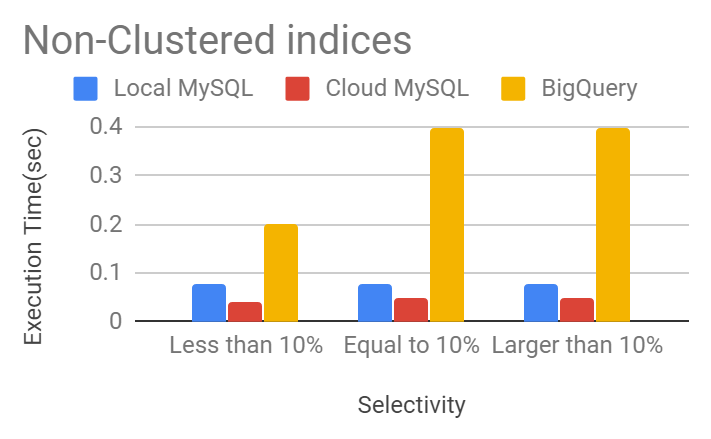 Non-Clustered indices
Local MySQL Cloud MySQL BigQuery
Execution Time(sec)
0.4
0.3
0.2
0.1
0
Less than 10% Equal to 10% Larger than 10%
Selectivity